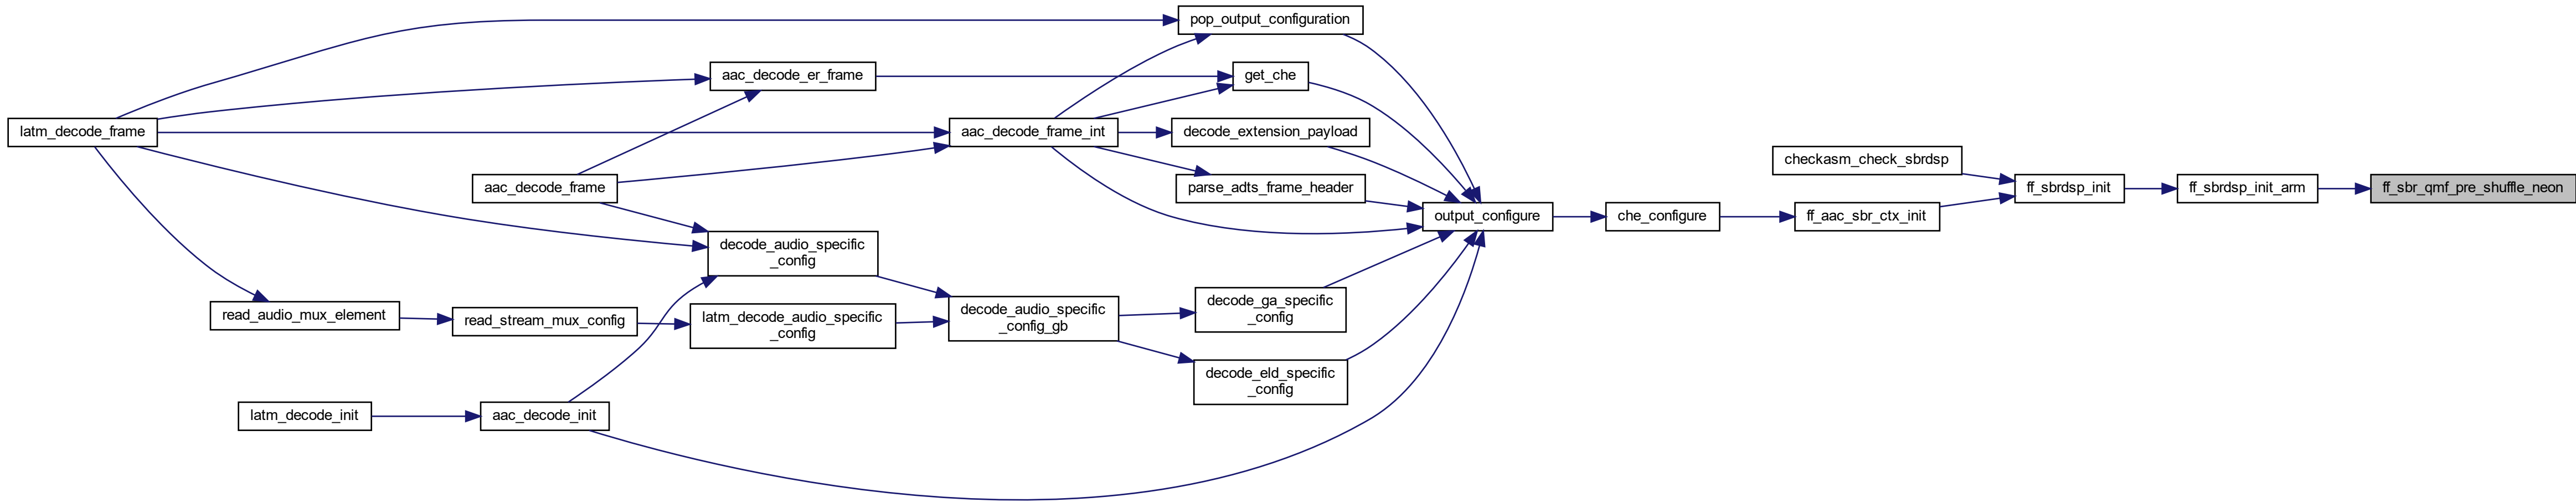 pop_output_configuration
aac_decode_er_frame
get_che
latm_decode_frame
aac_decode_frame_int
decode_extension_payload
checkasm_check_sbrdsp
aac_decode_frame
parse_adts_frame_header
ff_sbrdsp_init
ff_sbrdsp_init_arm
ff_sbr_qmf_pre_shuffle_neon
output_configure
che_configure
ff_aac_sbr_ctx_init
decode_audio_specific
_config
read_audio_mux_element
read_stream_mux_config
latm_decode_audio_specific
_config
decode_audio_specific
_config_gb
decode_ga_specific
_config
decode_eld_specific
_config
latm_decode_init
aac_decode_init